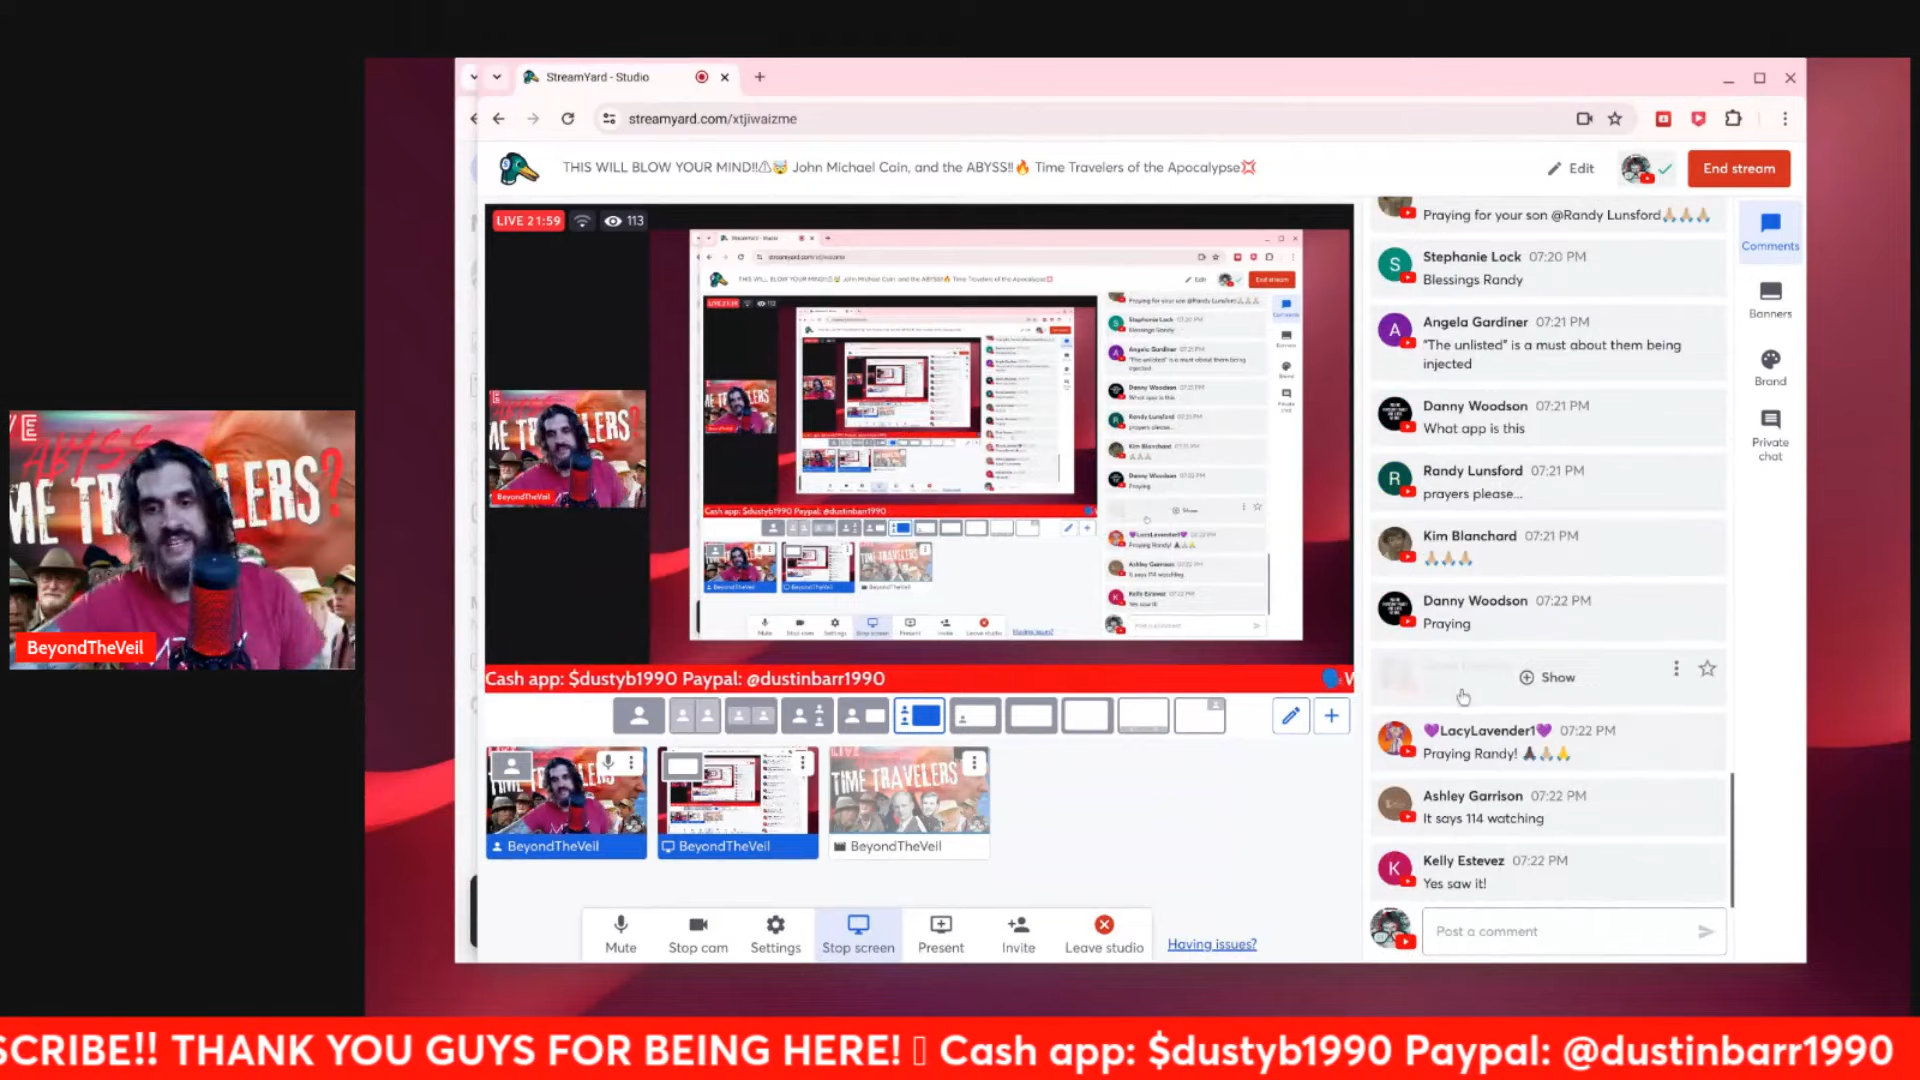 StreamYard - Studio
streamyard.com/xtjiwaizme
THIS WILL BLOW YOUR MIND!!⚠🤯 John Michael Cain, and the ABYSS!!🔥 Time Travelers of the Apocalypse💢
Edit
End stream
LIVE 21:59
113
Praying for your son @Randy Lunsford🙏🏼🙏🏼🙏🏼
Stephanie Lock 07:20 PM
Blessings Randy
Angela Gardiner 07:21 PM
"The unlisted" is a must about them being
injected
Danny Woodson 07:21 PM
What app is this
Randy Lunsford 07:21 PM
prayers please...
Kim Blanchard 07:21 PM
🙏🏼🙏🏼🙏🏼
Danny Woodson 07:22 PM
Praying
Show
💜LacyLavender1💜 07:22 PM
Praying Randy! 🙏🏿🙏🏼🙏
Ashley Garrison 07:22 PM
It says 114 watching
Kelly Estevez 07:22 PM
Yes saw it!
Post a comment
Comments
Banners
Brand
Private
chat
E
ABYSS
ME TR
LERS?
BeyondTheVeil
BeyondTheVeil
Cash app: $dustyb1990 Paypal: @dustinbarr1990
LIVE
TIME TRAVELERS
BeyondTheVeil
BeyondTheVeil
BeyondTheVeil
Mute
Stop cam
Settings
Stop screen
Present
Invite
Leave studio
Having issues?
SCRIBE!! THANK YOU GUYS FOR BEING HERE! Cash app: $dustyb1990 Paypal: @dustinbarr1990